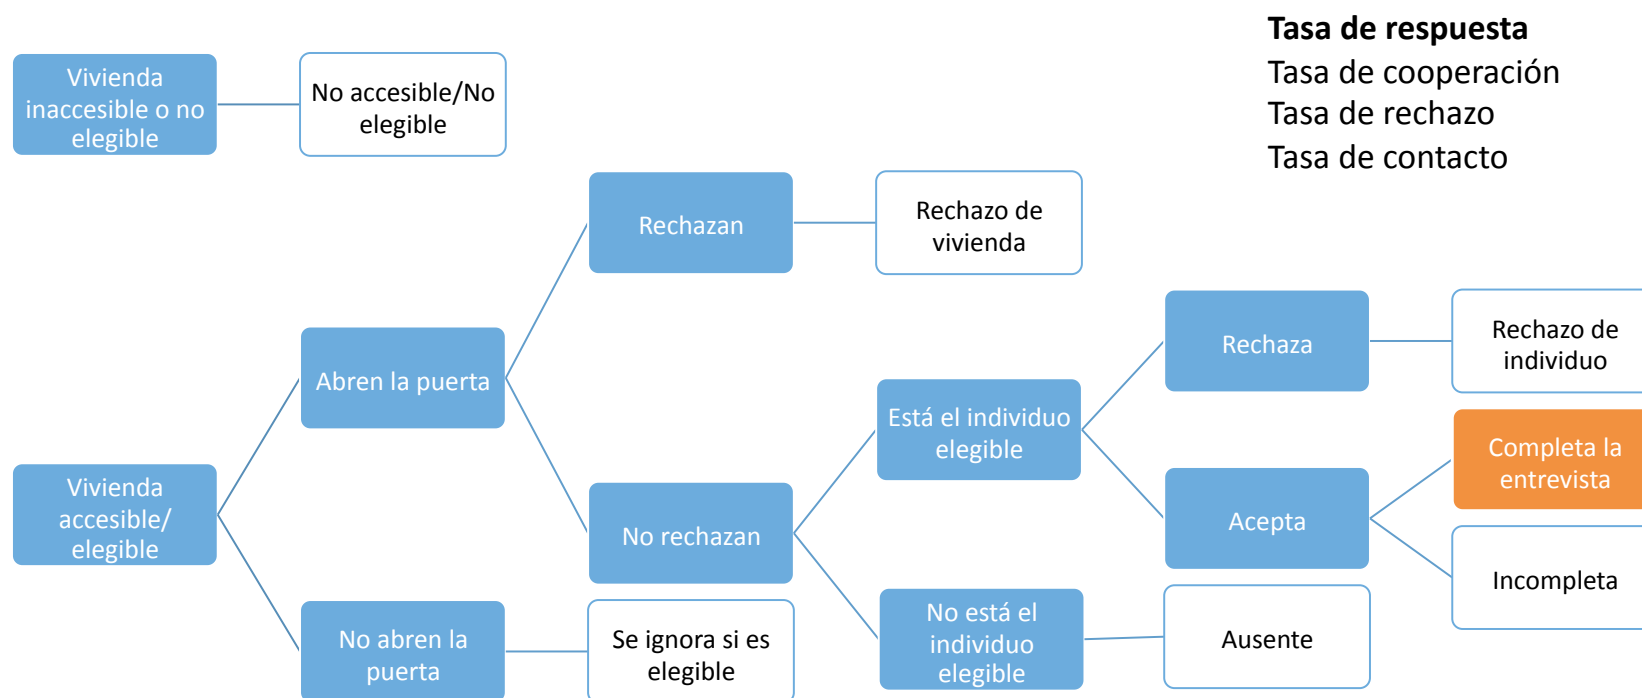 Tasa de respuesta
Tasa de cooperación
Tasa de rechazo
Tasa de contacto
Vivienda
inaccesible o no
elegible
No accesible/No
elegible
Rechazan
Rechazo de
vivienda
Abren la puerta
Rechaza
Rechazo de
individuo
Está el individuo
elegible
Completa la
entrevista
Vivienda
accesible/
elegible
No rechazan
Acepta
Incompleta
No abren la
puerta
Se ignora si es
elegible
No está el
individuo
elegible
Ausente